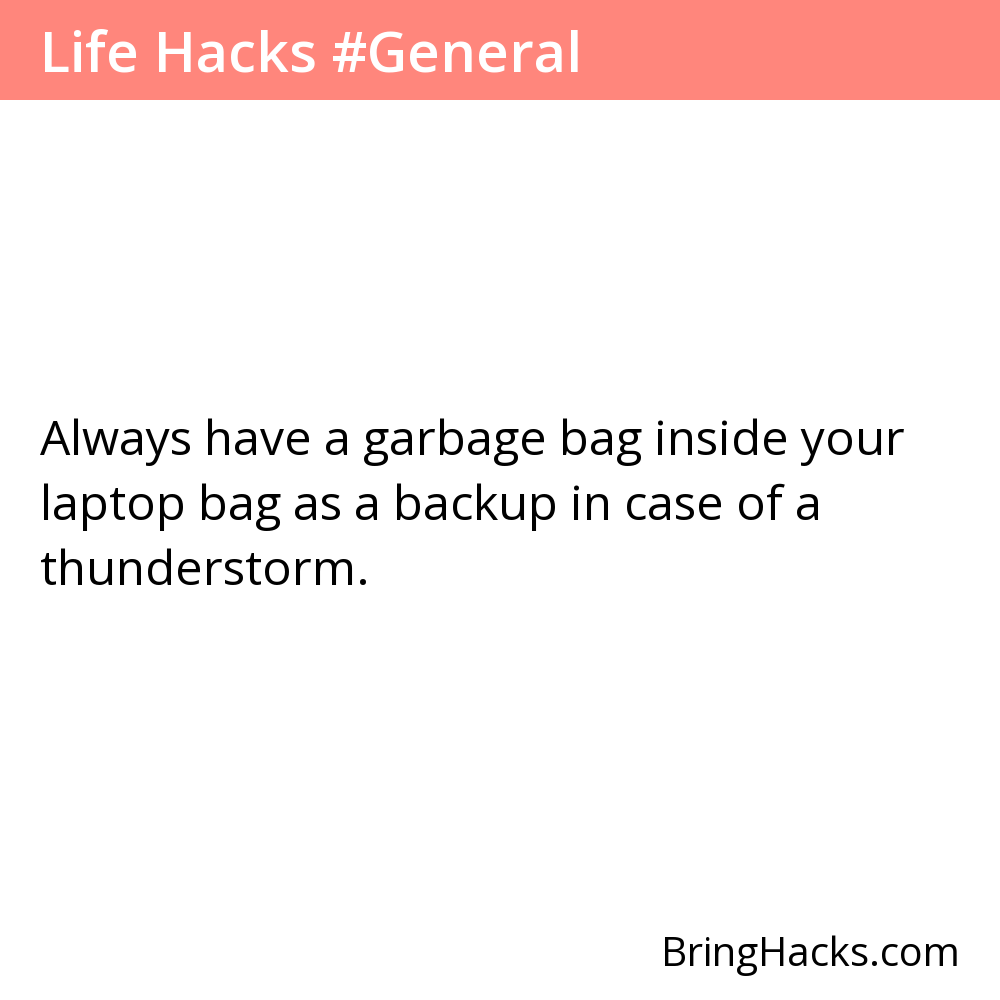 Life Hacks #General
Always have a garbage bag inside your
laptop bag as a backup in case of a
thunderstorm.
BringHacks.com